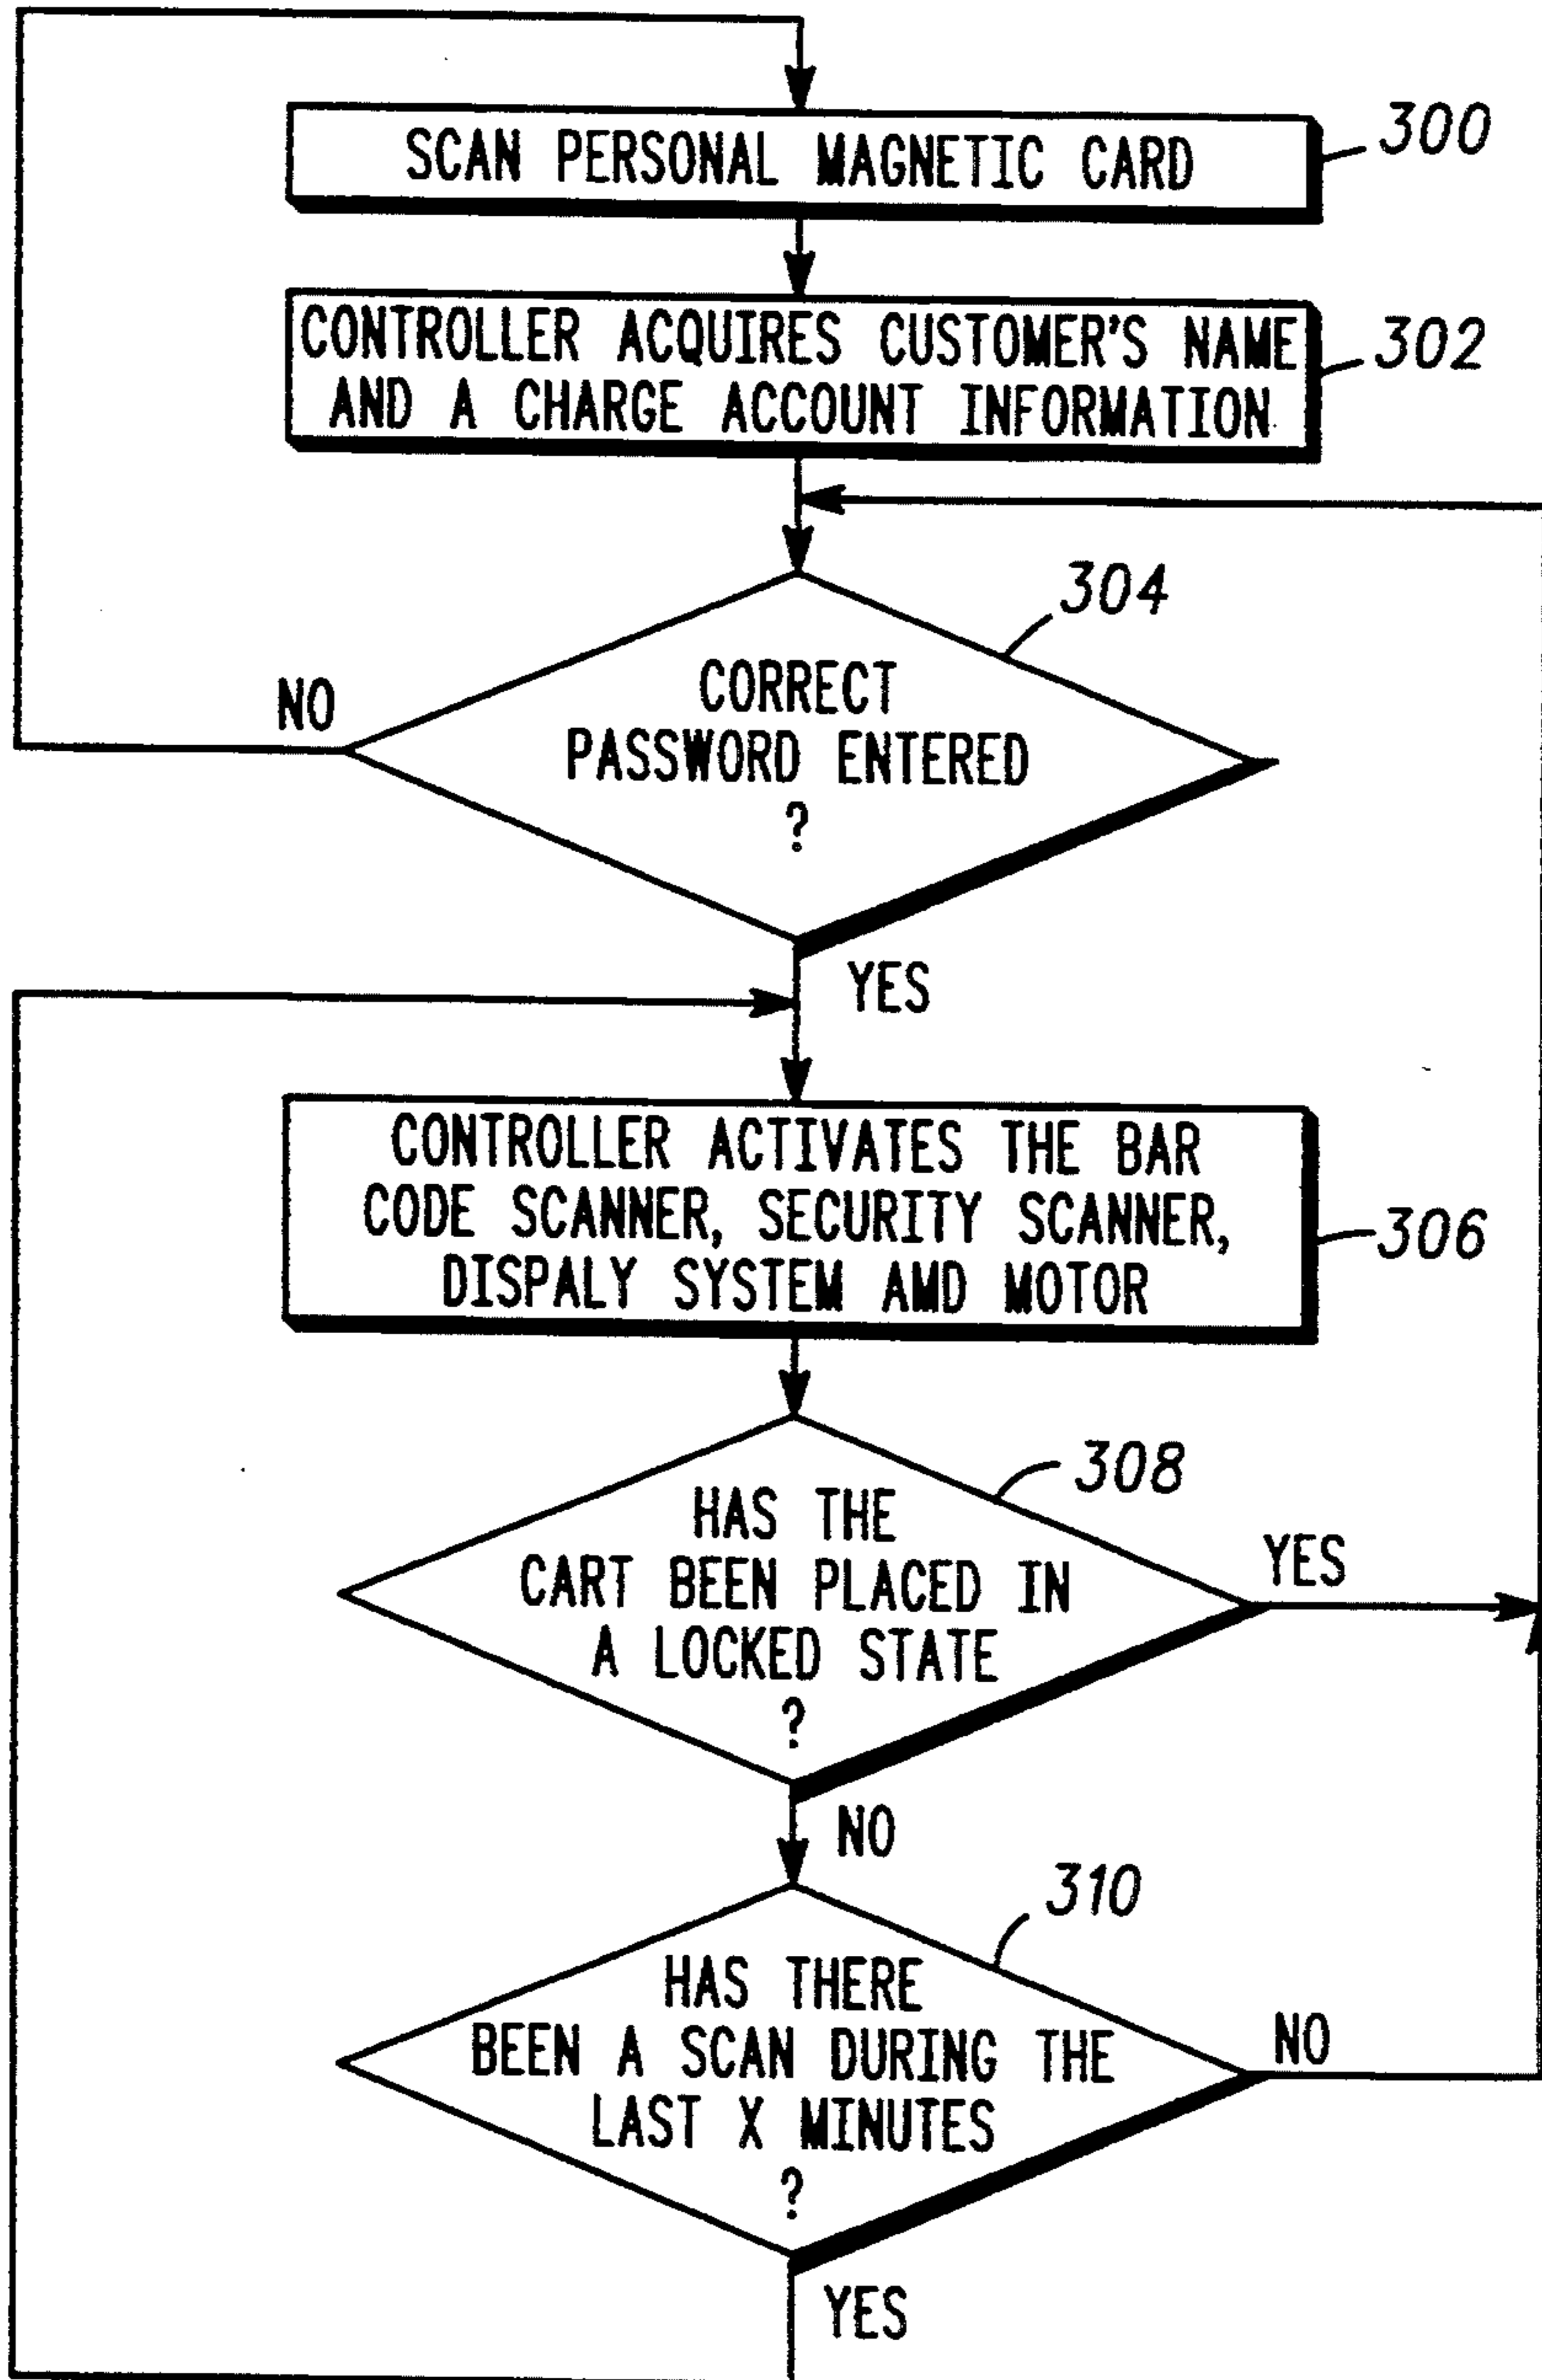 SCAN PERSONAL MAGNETIC CARD
300
CONTROLLER ACQUIRES CUSTOMER'S NAME
AND A CHARGE ACCOUNT INFORMATION
302
304
CORRECT
PASSWORD ENTERED
?
NO
YES
CONTROLLER ACTIVATES THE BAR
CODE SCANNER, SECURITY SCANNER,
DISPALY SYSTEM AMD MOTOR
306
308
HAS THE
CART BEEN PLACED IN
A LOCKED STATE
?
YES
NO
310
HAS THERE
BEEN A SCAN DURING THE
LAST X MINUTES
?
NO
YES